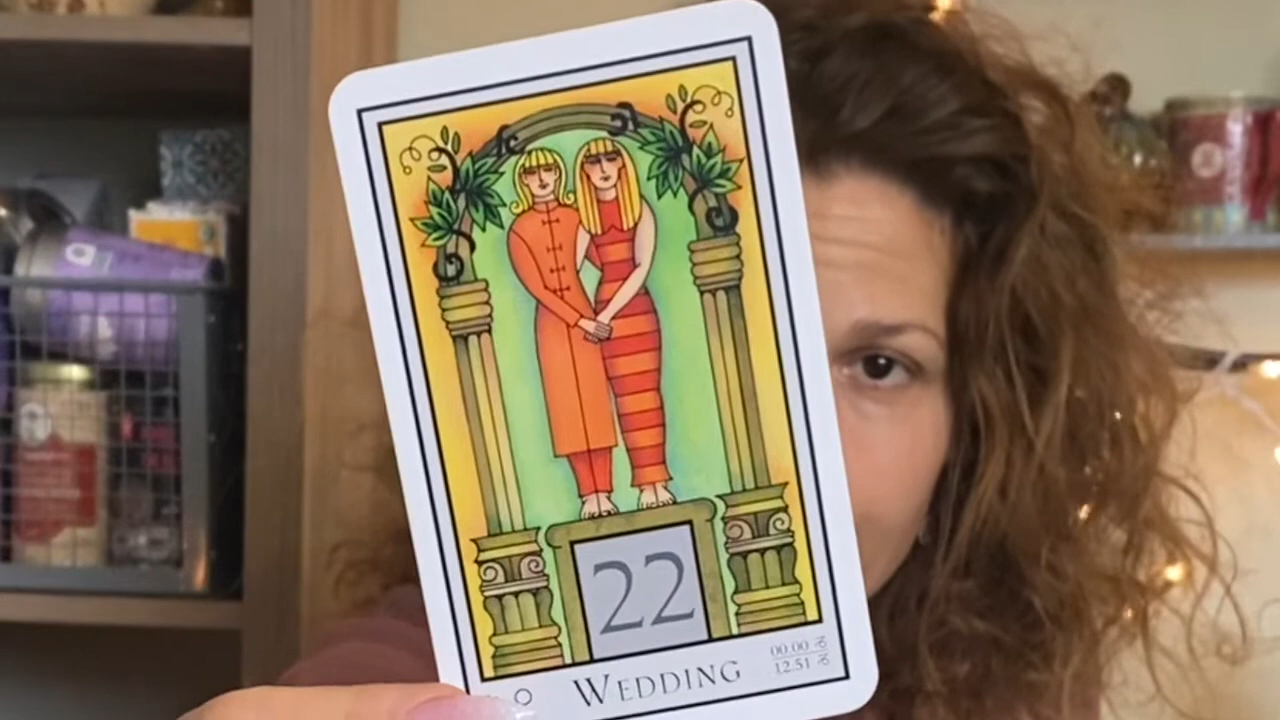 22
WEDDING
00.00 ♑
12.51 ♑